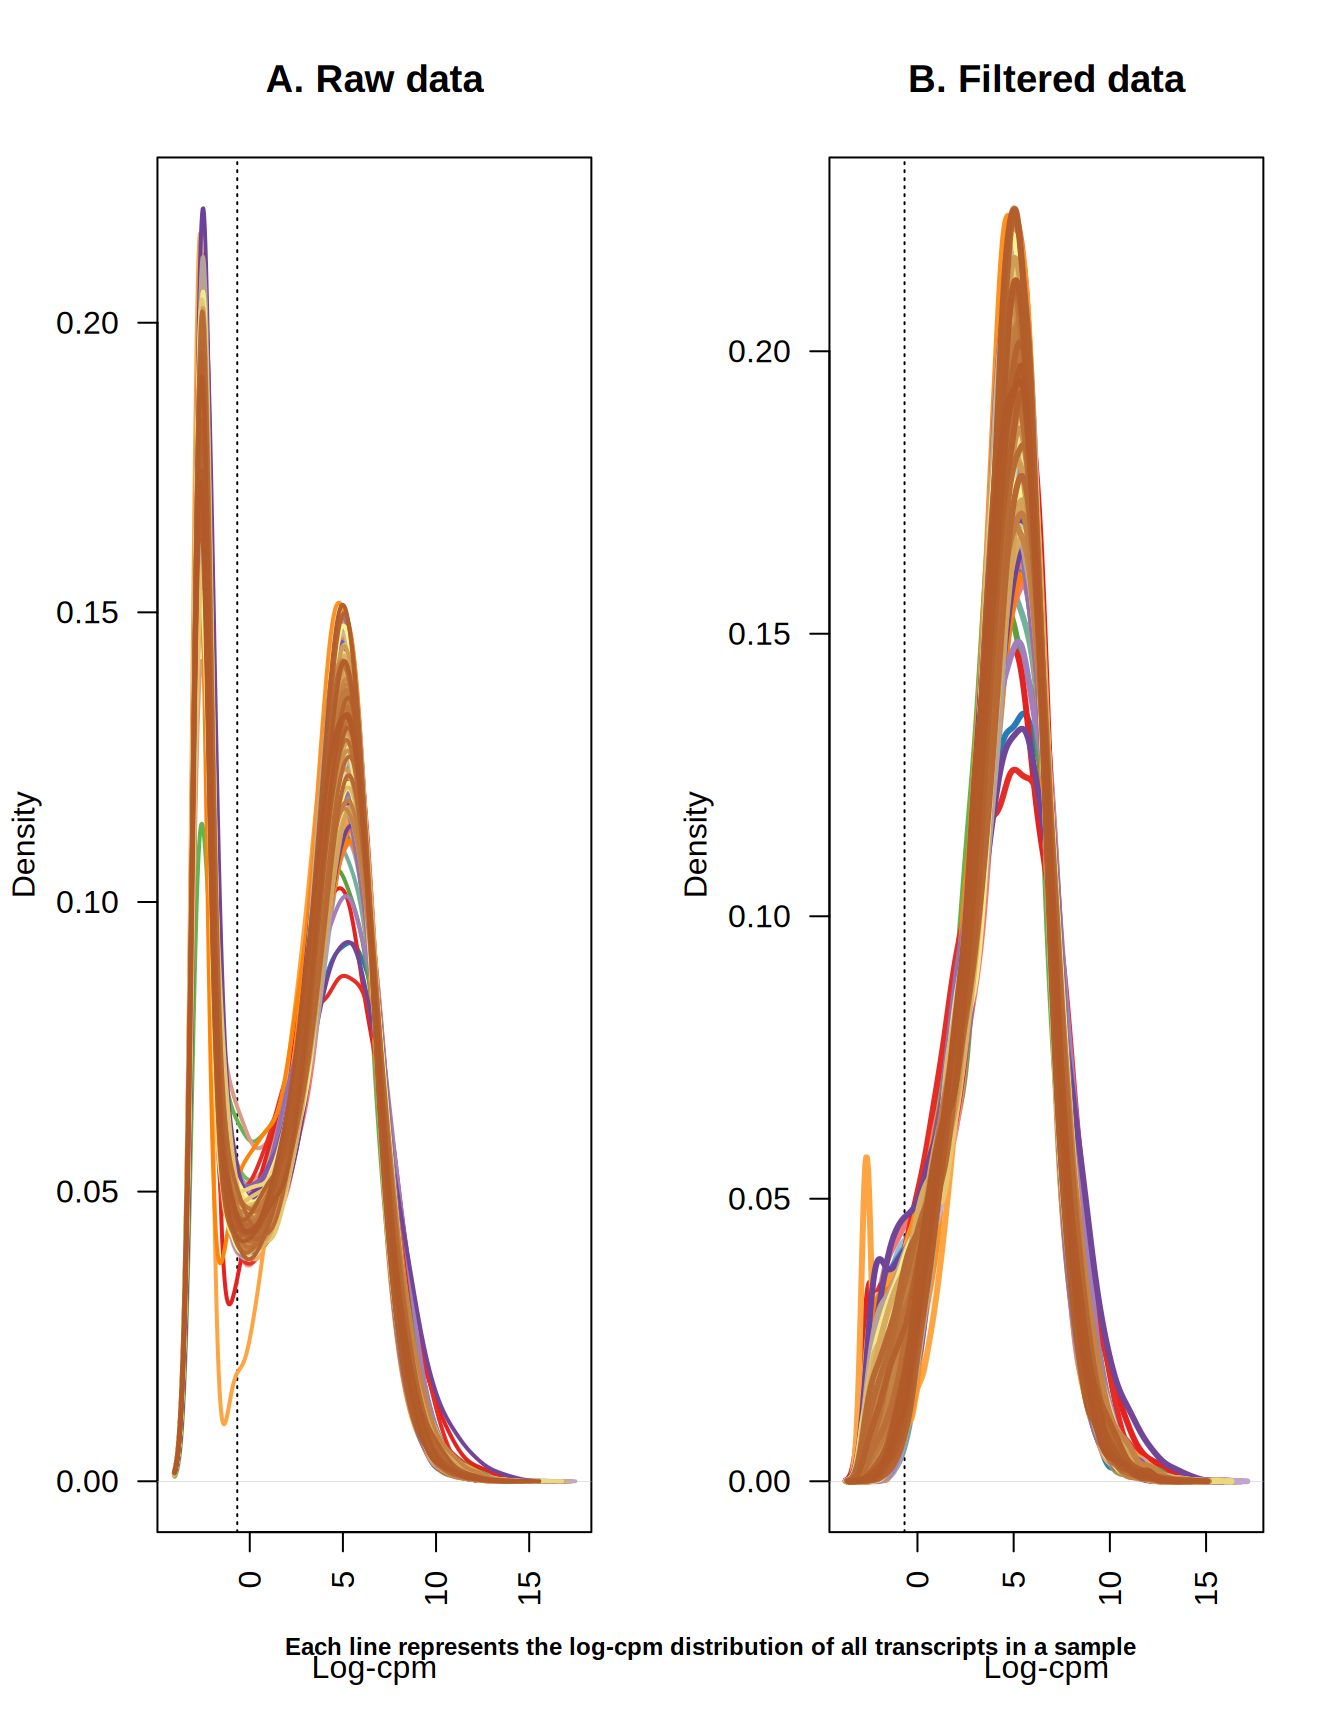 A. Raw data
B. Filtered data
0.20
0.15
0.10
0.05
0.00
Density
0
5
10
15
0.20
0.15
0.10
0.05
0.00
Density
0
5
10
15
Each line represents the log-cpm distribution of all transcripts in a sample
Log-cpm
Log-cpm